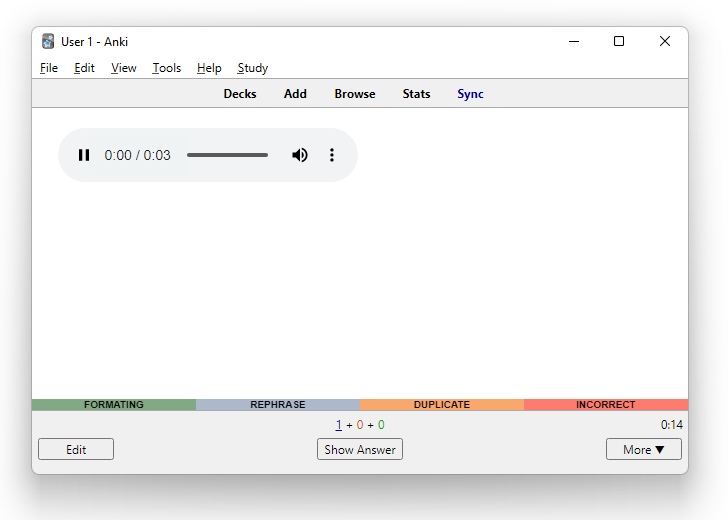 User 1 - Anki
File Edit View Tools Help Study
Decks Add Browse Stats Sync
0:00 / 0:03
FORMATING REPHRASE DUPLICATE INCORRECT
1 + 0 + 0 0:14
Edit Show Answer More ▼